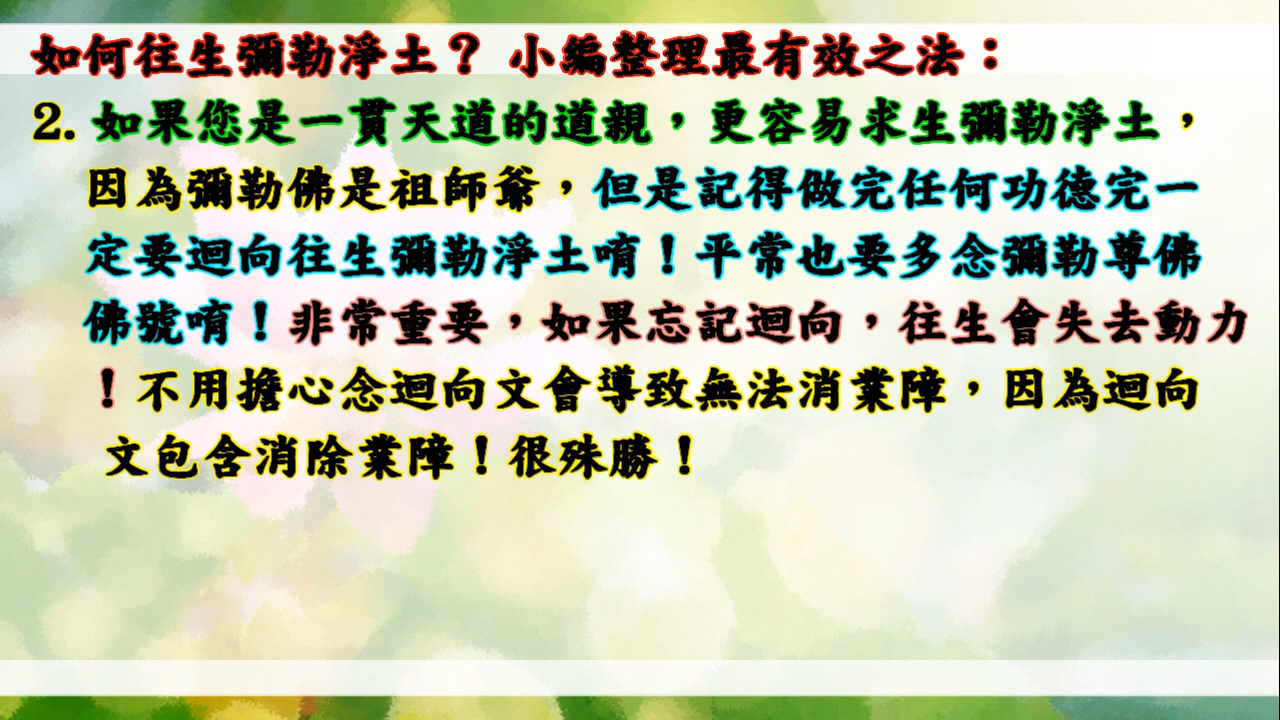 如何往生彌勒淨土？ 小編整理最有效之法：
2. 如果您是一貫天道的道親，更容易求生彌勒淨土，
因為彌勒佛是祖師爺，但是記得做完任何功德完一
定要迴向往生彌勒淨土唷！平常也要多念彌勒尊佛
佛號唷！非常重要，如果忘記迴向，往生會失去動力
！不用擔心念迴向文會導致無法消業障，因為迴向
文包含消除業障！很殊勝！